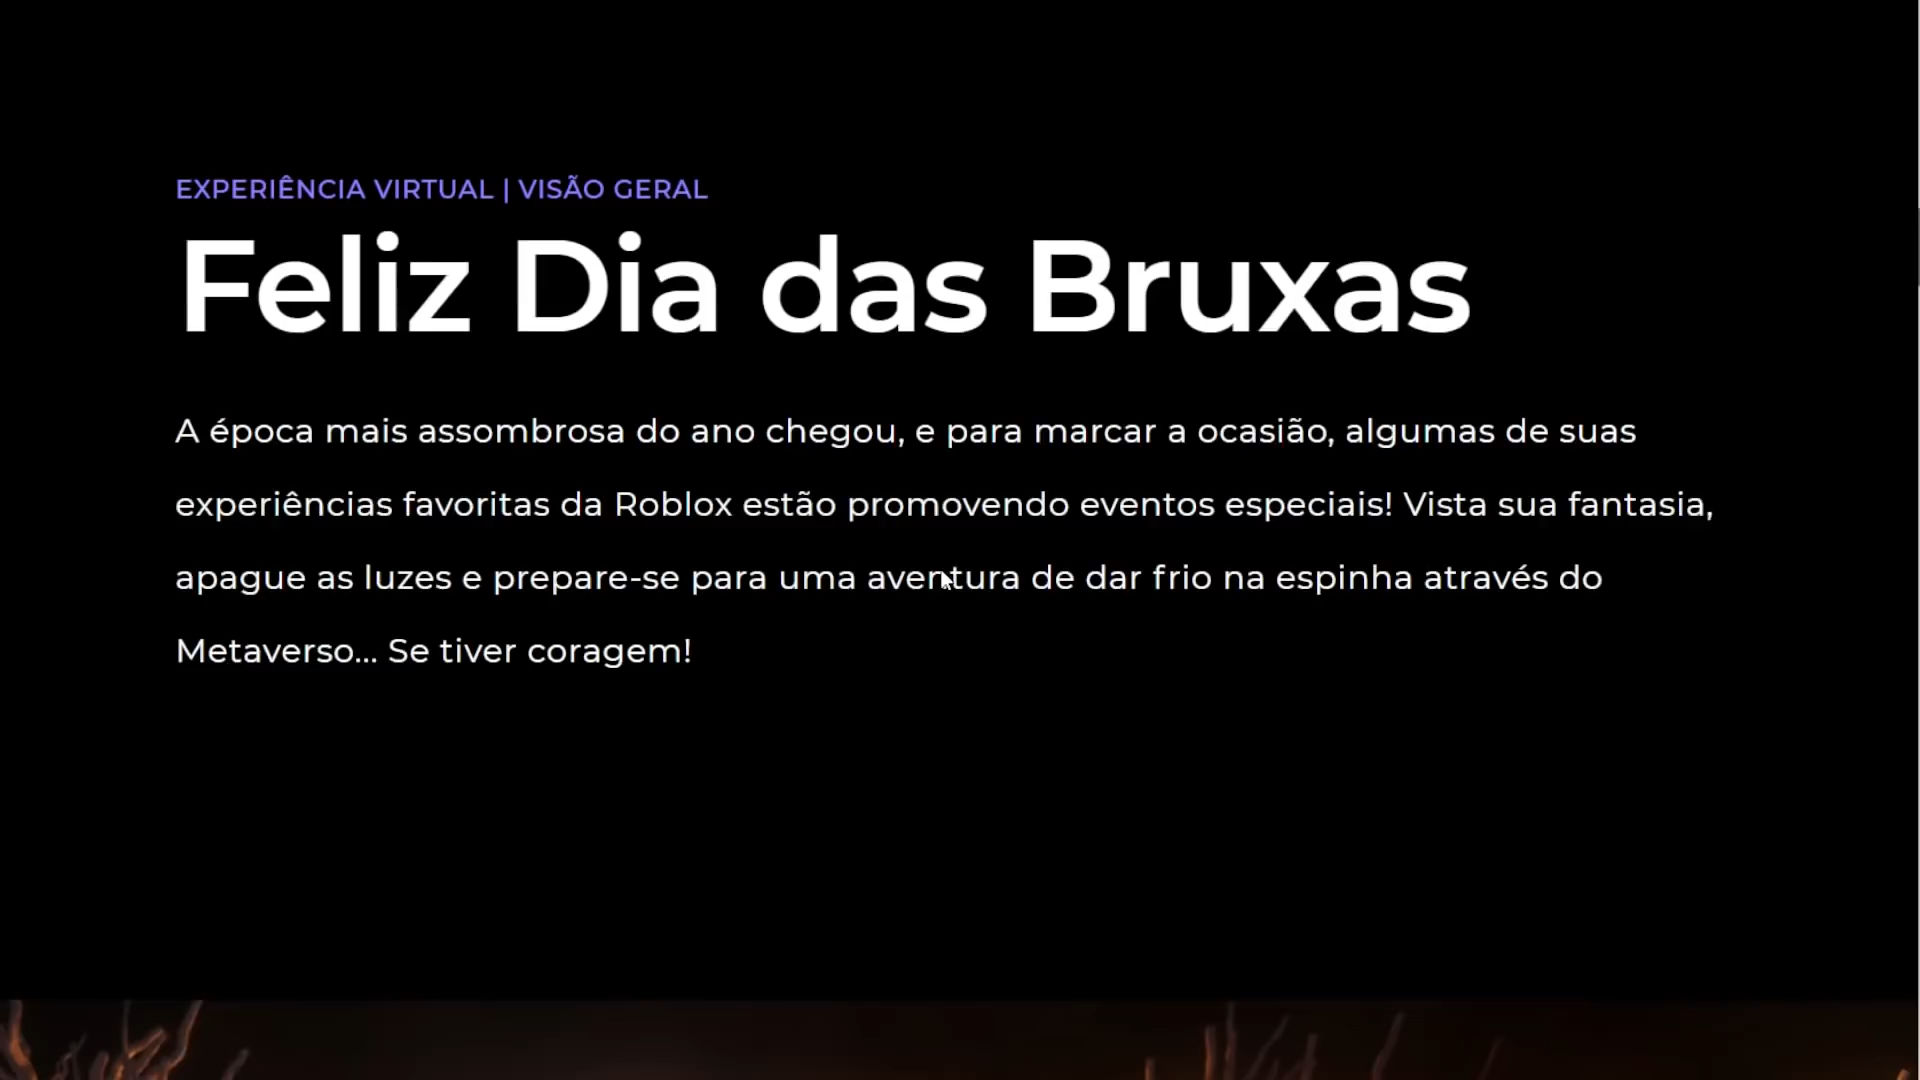 EXPERIÊNCIA VIRTUAL | VISÃO GERAL
Feliz Dia das Bruxas
A época mais assombrosa do ano chegou, e para marcar a ocasião, algumas de suas
experiências favoritas da Roblox estão promovendo eventos especiais! Vista sua fantasia,
apague as luzes e prepare-se para uma aventura de dar frio na espinha através do
Metaverso... Se tiver coragem!